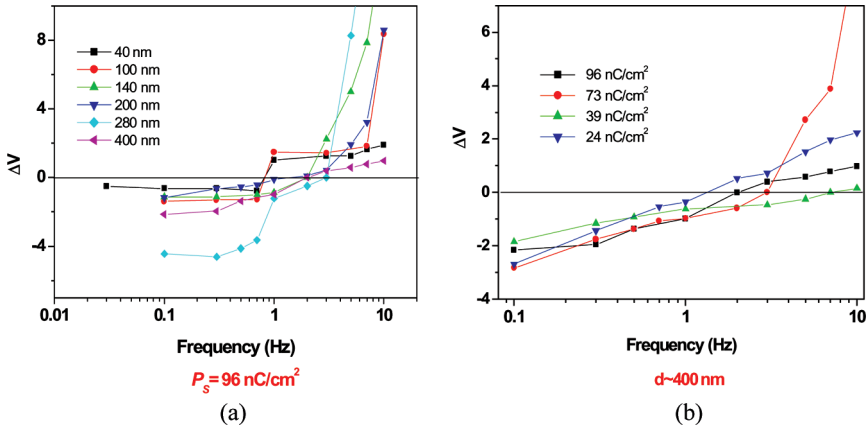 8
4
0
-4
ΔV
40 nm
100 nm
140 nm
200 nm
280 nm
400 nm
0.01
0.1
1
10
Frequency (Hz)
P_S = 96 nC/cm²
(a)
6
4
2
0
-2
-4
ΔV
96 nC/cm²
73 nC/cm²
39 nC/cm²
24 nC/cm²
0.1
1
10
Frequency (Hz)
d~400 nm
(b)